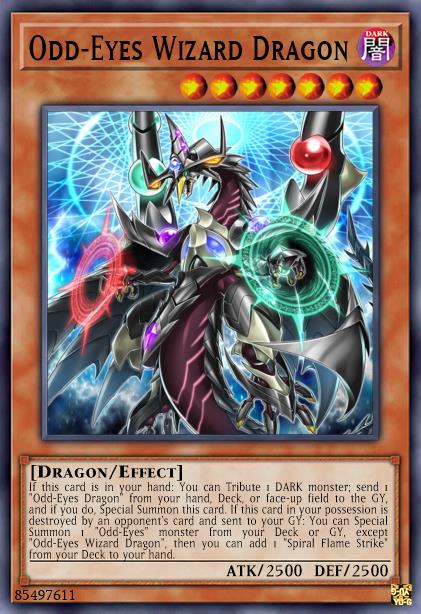 ODD-EYES WIZARD DRAGON
DARK
闇
[DRAGON/EFFECT]
If this card is in your hand: You can Tribute 1 DARK monster; send 1
"Odd-Eyes Dragon" from your hand, Deck, or face-up field to the GY,
and if you do, Special Summon this card. If this card in your possession is
destroyed by an opponent's card and sent to your GY: You can Special
Summon 1 "Odd-Eyes" monster from your Deck or GY, except
"Odd-Eyes Wizard Dragon", then you can add 1 "Spiral Flame Strike"
from your Deck to your hand.
ATK/2500 DEF/2500
85497611